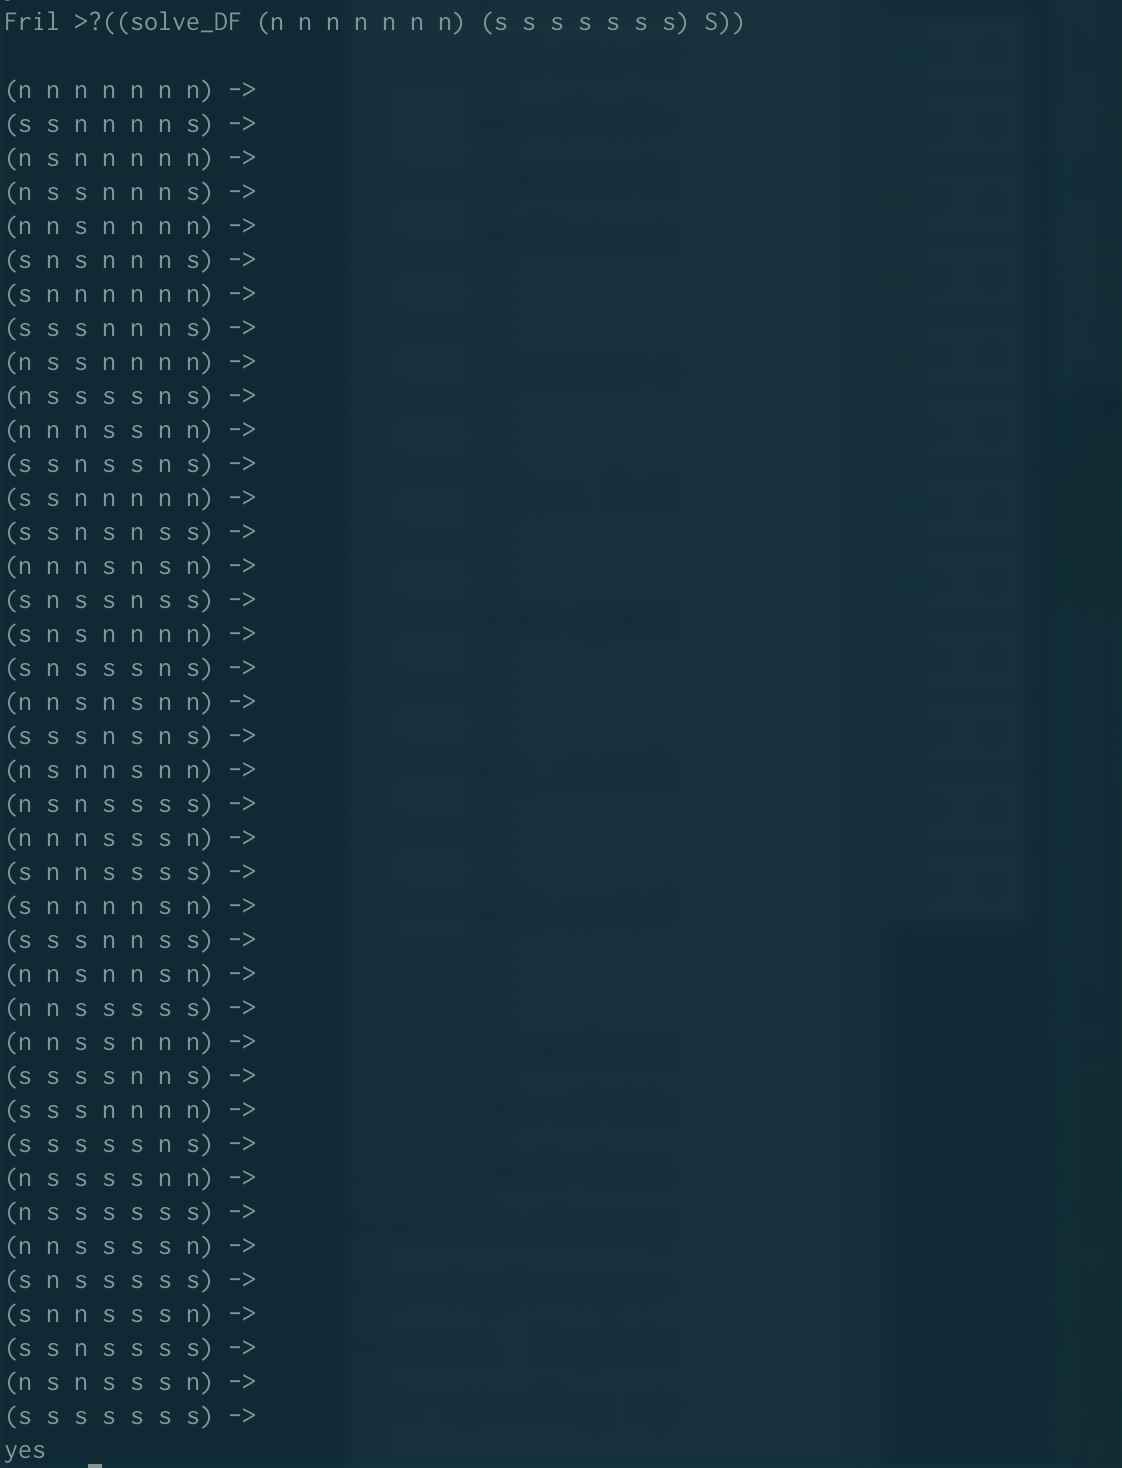 Fril >?((solve_DF (n n n n n n n) (s s s s s s s) S))
(n n n n n n n) ->
(s s n n n n s) ->
(n s n n n n n) ->
(n s s n n n s) ->
(n n s n n n n) ->
(s n s n n n s) ->
(s n n n n n n) ->
(s s s n n n s) ->
(n s s n n n n) ->
(n s s s s n s) ->
(n n n s s n n) ->
(s s n s s n s) ->
(s s n n n n n) ->
(s s n s n s s) ->
(n n n s n s n) ->
(s n s s n s s) ->
(s n s n n n n) ->
(s n s s s n s) ->
(n n s n s n n) ->
(s s s n s n s) ->
(n s n n s n n) ->
(n s n s s s s) ->
(n n n s s s n) ->
(s n n s s s s) ->
(s n n n n s n) ->
(s s s n n s s) ->
(n n s n n s n) ->
(n n s s s s s) ->
(n n s s n n n) ->
(s s s s n n s) ->
(s s s n n n n) ->
(s s s s s n s) ->
(n s s s s n n) ->
(n s s s s s s) ->
(n n s s s s n) ->
(s n s s s s s) ->
(s n n s s s n) ->
(s s n s s s s) ->
(n s n s s s n) ->
(s s s s s s s) ->
yes